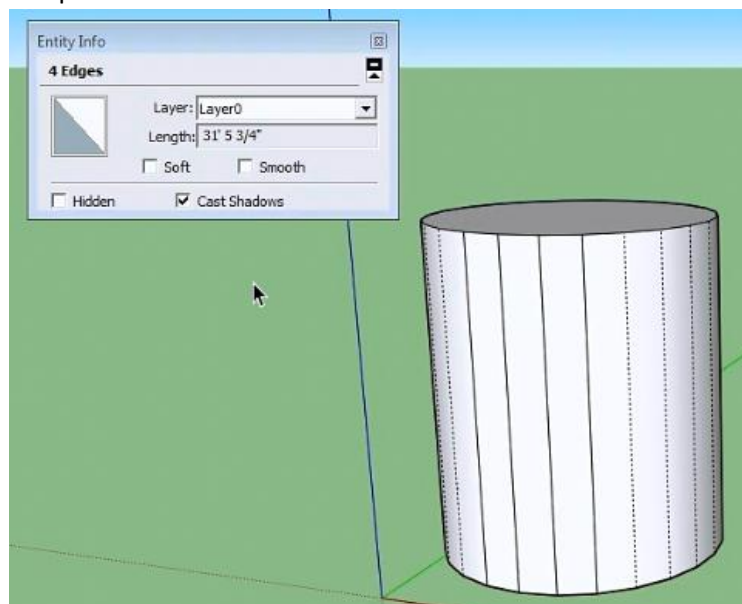 Entity Info
4 Edges
Layer: Layer0
Length: 31' 5 3/4"
Soft Smooth
Hidden Cast Shadows